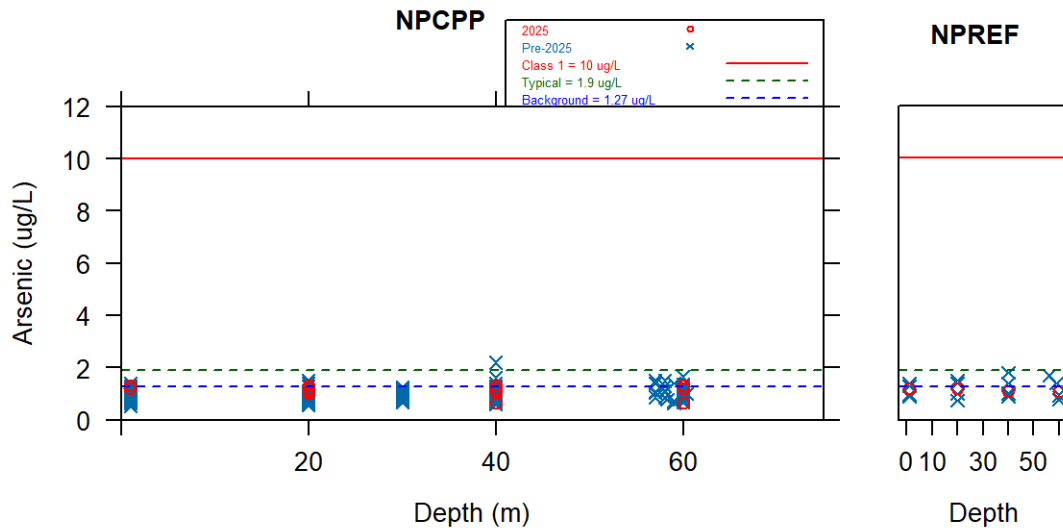 NPCPP
NPREF
2025
Pre-2025
Class 1 = 10 ug/L
Typical = 1.9 ug/L
Background = 1.27 ug/L
Arsenic (ug/L)
12
10
8
6
4
2
0
20 40 60
0 10 30 50
Depth (m)
Depth